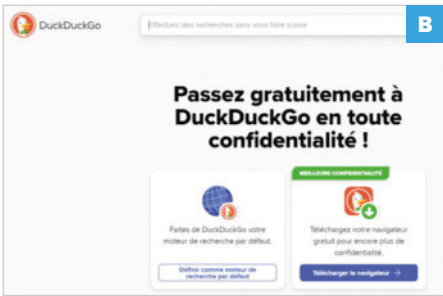 DuckDuckGo
Effectuez des recherches sans vous faire suivre
B
Passez gratuitement à
DuckDuckGo en toute
confidentialité !
MEILLEURE CONFIDENTIALITÉ
Faites de DuckDuckGo votre
moteur de recherche par défaut.
Définir comme moteur de
recherche par défaut
Téléchargez notre navigateur
gratuit pour encore plus de
confidentialité.
Télécharger le navigateur →